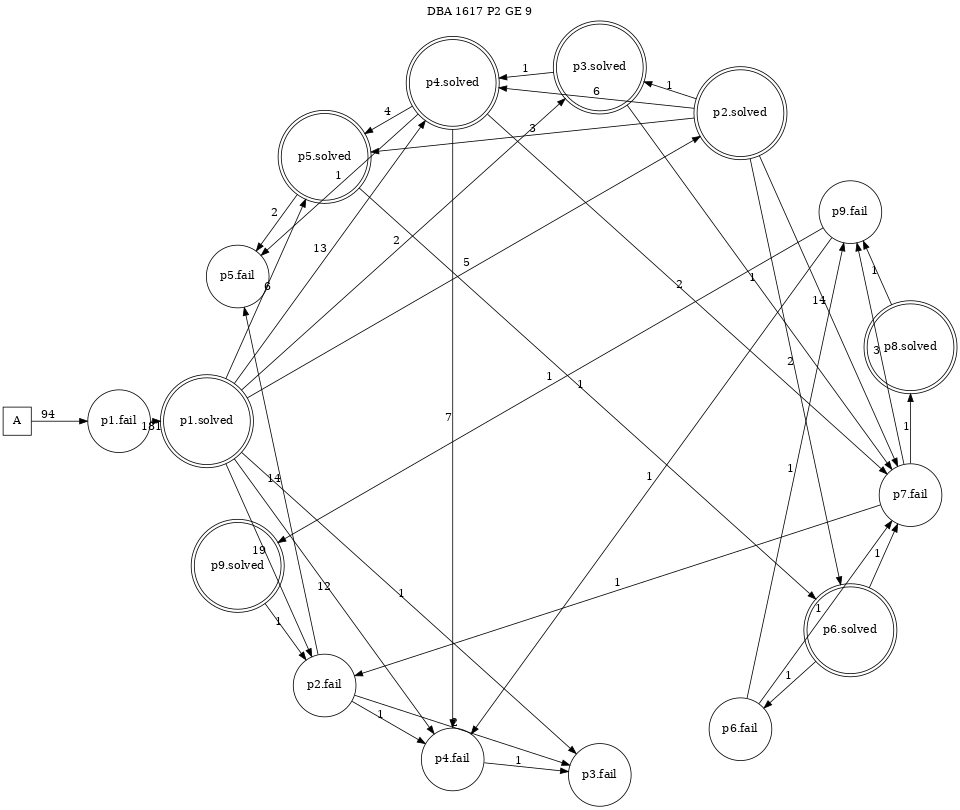 DBA 1617 P2 GE 9
p3.solved
p4.solved
1
p2.solved
1
6
4
3
p5.solved
1
p9.fail
2
13
2
5
1
p5.fail
6
2
1
14
p8.solved
3
2
1
1
A
94
p1.fail
181
p1.solved
7
1
14
1
1
p7.fail
19
p9.solved
1
12
1
1
1
1
p6.solved
1
p2.fail
1
1
2
p6.fail
p4.fail
1
p3.fail